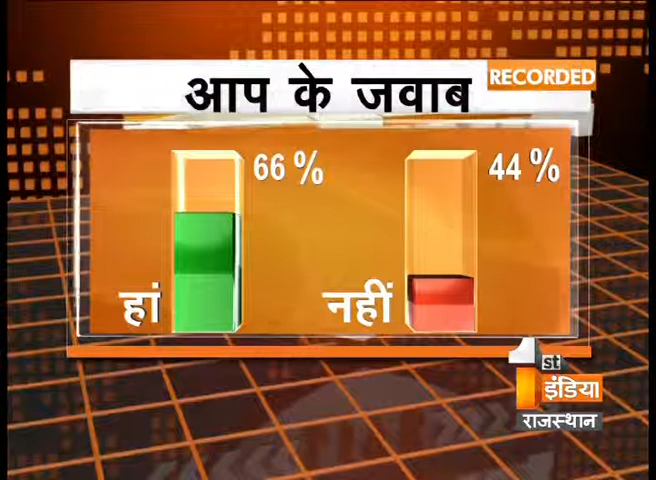 आप के जवाब
RECORDED
66 %
44 %
हां
नहीं
1st
इंडिया
राजस्थान